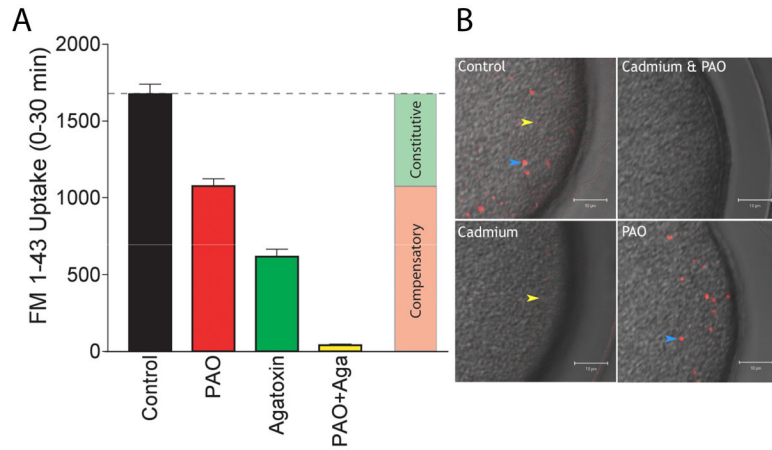 A
FM 1-43 Uptake (0-30 min)
2000
1500
1000
500
0
Constitutive
Compensatory
Control
PAO
Agatoxin
PAO+Aga
B
Control
Cadmium & PAO
Cadmium
PAO